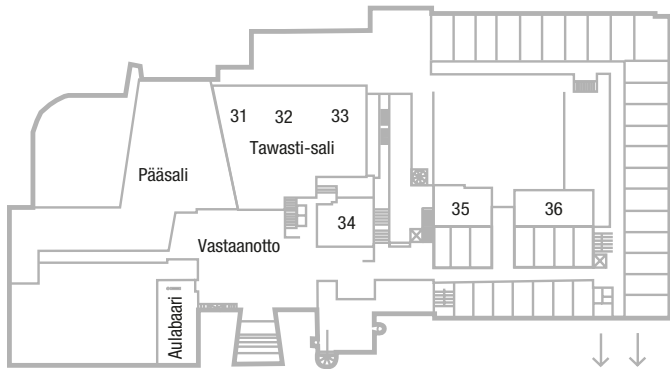 31 32 33
Tawasti-sali
Pääsali
34
35
36
Vastaanotto
Aulabaari